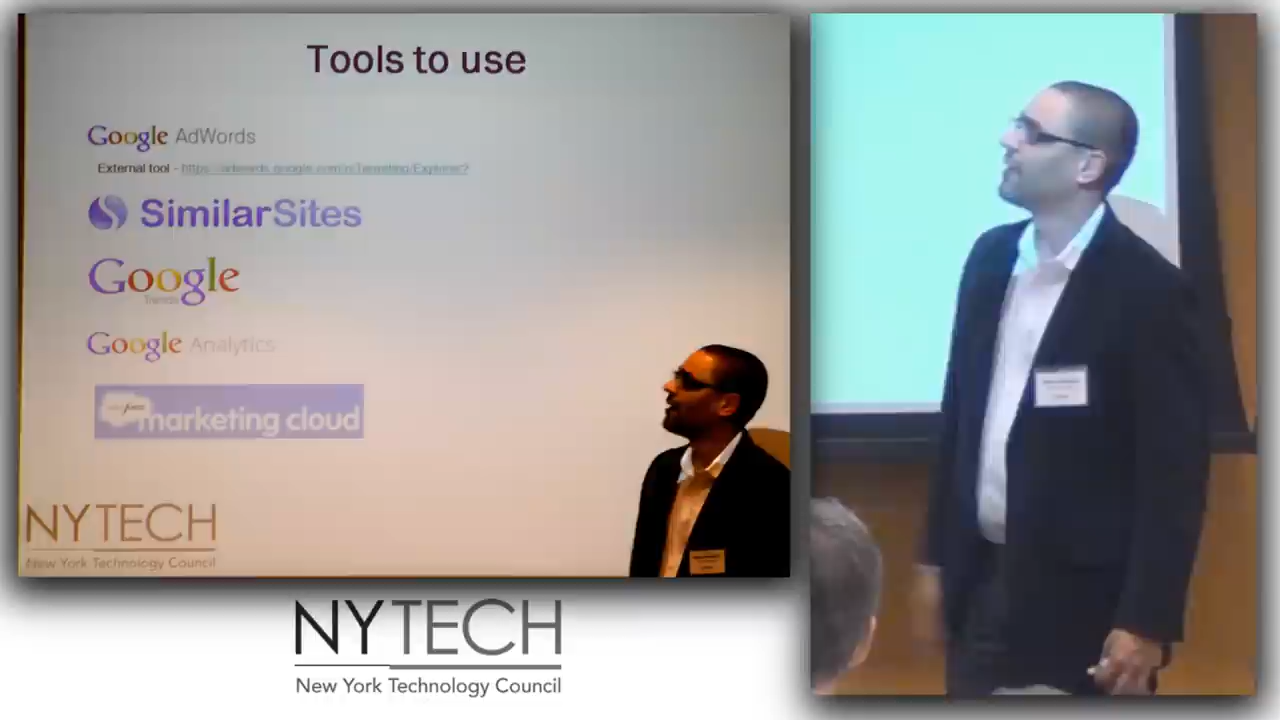 Tools to use
Google AdWords
External tool -
SimilarSites
Google
Trends
Google Analytics
marketing cloud
NYTECH
New York Technology Council
NYTECH
New York Technology Council